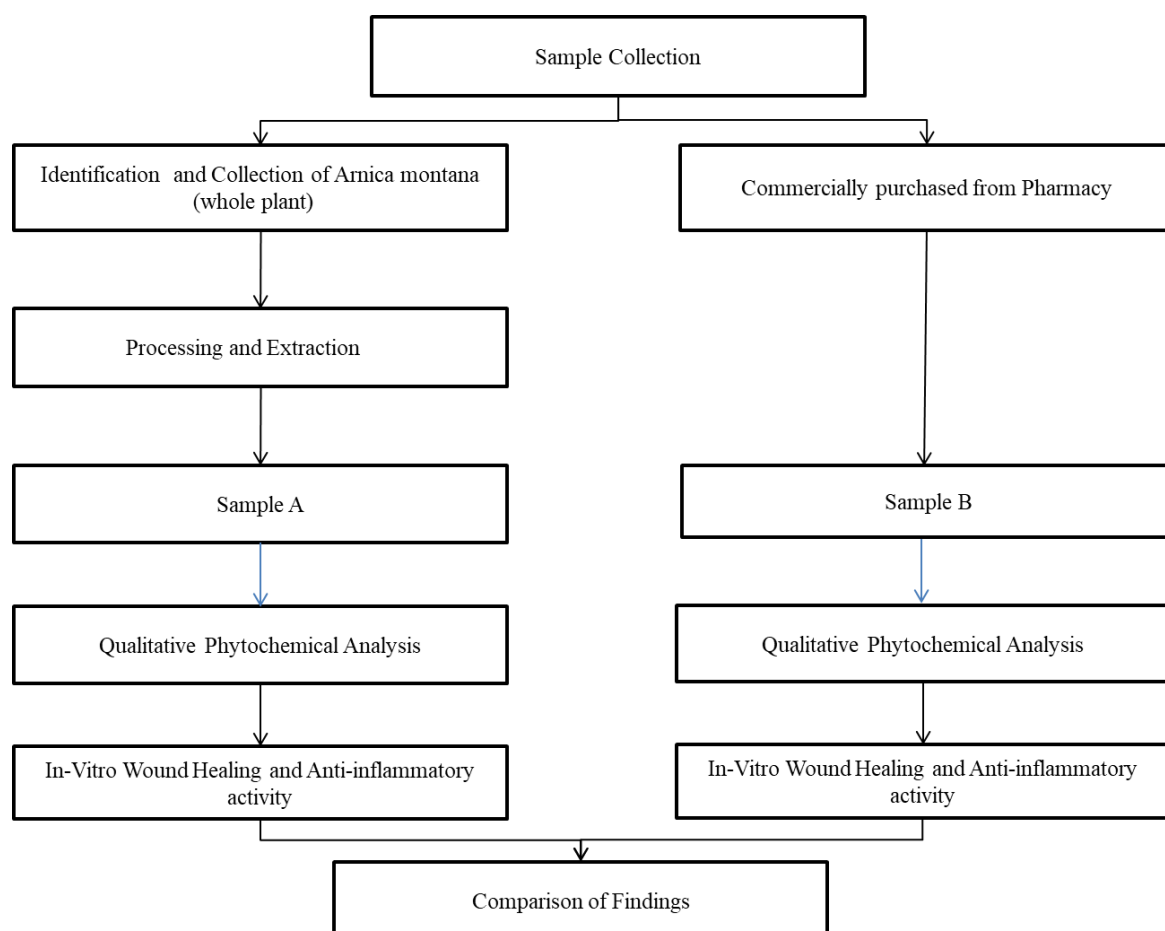 Sample Collection
Identification and Collection of Arnica montana
(whole plant)
Commercially purchased from Pharmacy
Processing and Extraction
Sample A
Sample B
Qualitative Phytochemical Analysis
Qualitative Phytochemical Analysis
In-Vitro Wound Healing and Anti-inflammatory
activity
In-Vitro Wound Healing and Anti-inflammatory
activity
Comparison of Findings